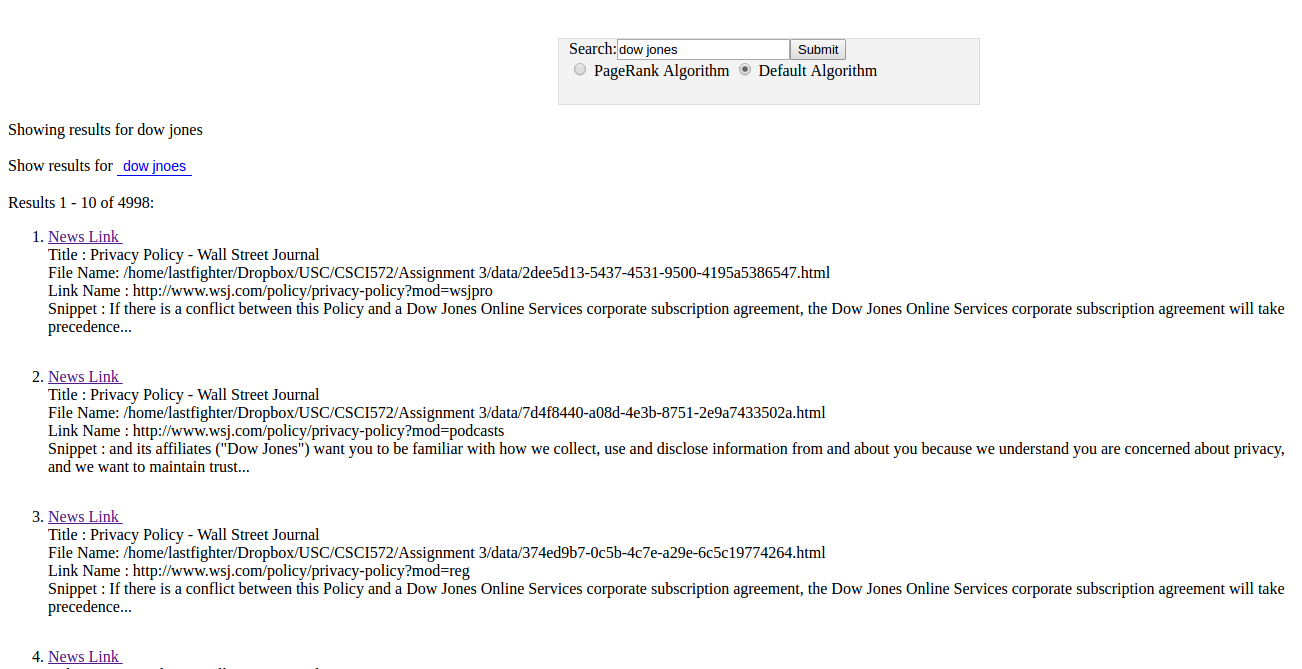 Search: dow jones Submit
PageRank Algorithm Default Algorithm
Showing results for dow jones
Show results for dow jnoes
Results 1 - 10 of 4998:
1. News Link
Title : Privacy Policy - Wall Street Journal
File Name: /home/lastfighter/Dropbox/USC/CSCI572/Assignment 3/data/2dee5d13-5437-4531-9500-4195a5386547.html
Link Name : http://www.wsj.com/policy/privacy-policy?mod=wsjpro
Snippet : If there is a conflict between this Policy and a Dow Jones Online Services corporate subscription agreement, the Dow Jones Online Services corporate subscription agreement will take
precedence...
2. News Link
Title : Privacy Policy - Wall Street Journal
File Name: /home/lastfighter/Dropbox/USC/CSCI572/Assignment 3/data/7d4f8440-a08d-4e3b-8751-2e9a7433502a.html
Link Name : http://www.wsj.com/policy/privacy-policy?mod=podcasts
Snippet : and its affiliates ("Dow Jones") want you to be familiar with how we collect, use and disclose information from and about you because we understand you are concerned about privacy,
and we want to maintain trust...
3. News Link
Title : Privacy Policy - Wall Street Journal
File Name: /home/lastfighter/Dropbox/USC/CSCI572/Assignment 3/data/374ed9b7-0c5b-4c7e-a29e-6c5c19774264.html
Link Name : http://www.wsj.com/policy/privacy-policy?mod=reg
Snippet : If there is a conflict between this Policy and a Dow Jones Online Services corporate subscription agreement, the Dow Jones Online Services corporate subscription agreement will take
precedence...
4. News Link